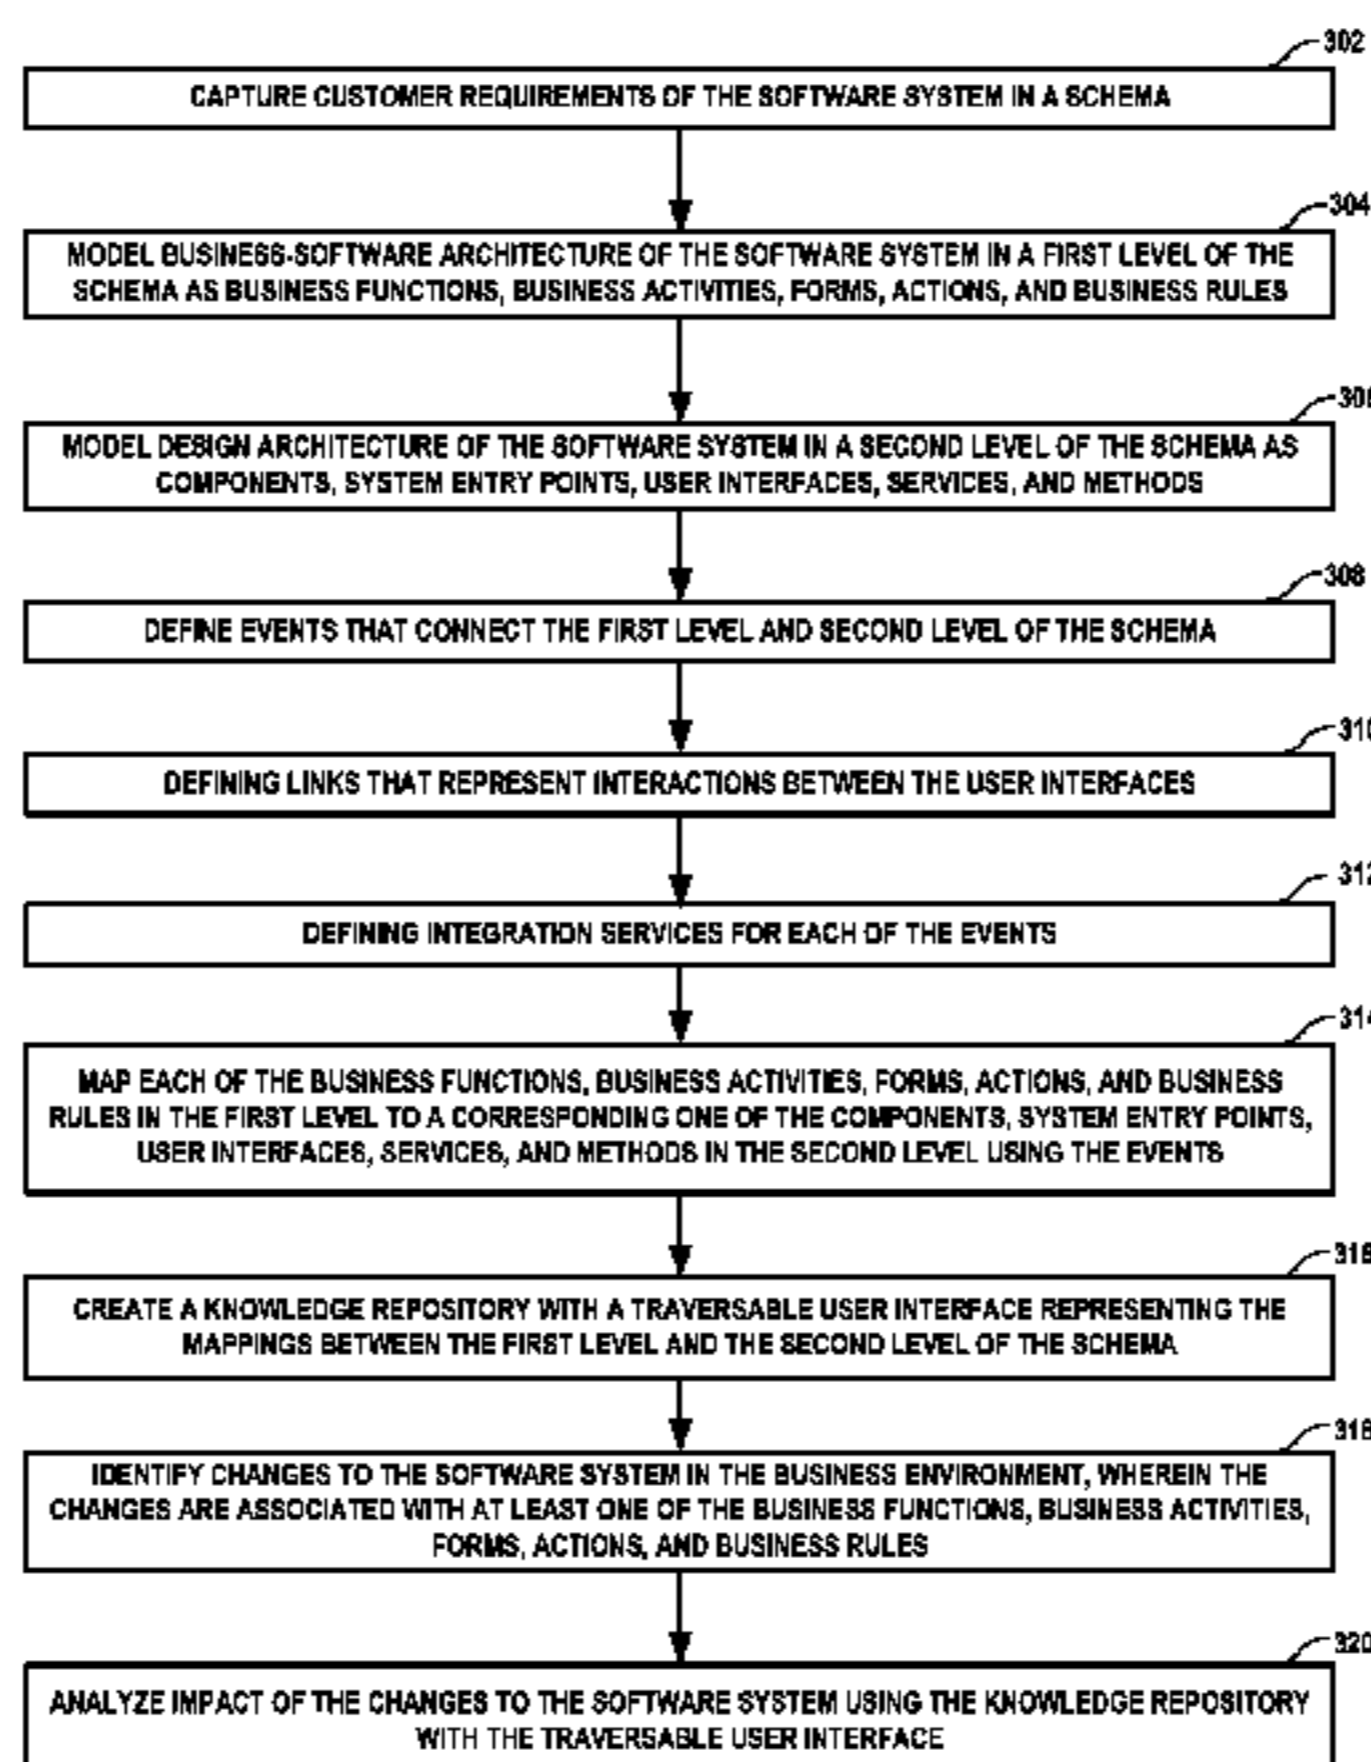 302
CAPTURE CUSTOMER REQUIREMENTS OF THE SOFTWARE SYSTEM IN A SCHEMA
304
MODEL BUSINESS-SOFTWARE ARCHITECTURE OF THE SOFTWARE SYSTEM IN A FIRST LEVEL OF THE
SCHEMA AS BUSINESS FUNCTIONS, BUSINESS ACTIVITIES, FORMS, ACTIONS, AND BUSINESS RULES
306
MODEL DESIGN ARCHITECTURE OF THE SOFTWARE SYSTEM IN A SECOND LEVEL OF THE SCHEMA AS
COMPONENTS, SYSTEM ENTRY POINTS, USER INTERFACES, SERVICES, AND METHODS
308
DEFINE EVENTS THAT CONNECT THE FIRST LEVEL AND SECOND LEVEL OF THE SCHEMA
310
DEFINING LINKS THAT REPRESENT INTERACTIONS BETWEEN THE USER INTERFACES
312
DEFINING INTEGRATION SERVICES FOR EACH OF THE EVENTS
314
MAP EACH OF THE BUSINESS FUNCTIONS, BUSINESS ACTIVITIES, FORMS, ACTIONS, AND BUSINESS
RULES IN THE FIRST LEVEL TO A CORRESPONDING ONE OF THE COMPONENTS, SYSTEM ENTRY POINTS,
USER INTERFACES, SERVICES, AND METHODS IN THE SECOND LEVEL USING THE EVENTS
316
CREATE A KNOWLEDGE REPOSITORY WITH A TRAVERSABLE USER INTERFACE REPRESENTING THE
MAPPINGS BETWEEN THE FIRST LEVEL AND THE SECOND LEVEL OF THE SCHEMA
318
IDENTIFY CHANGES TO THE SOFTWARE SYSTEM IN THE BUSINESS ENVIRONMENT, WHEREIN THE
CHANGES ARE ASSOCIATED WITH AT LEAST ONE OF THE BUSINESS FUNCTIONS, BUSINESS ACTIVITIES,
FORMS, ACTIONS, AND BUSINESS RULES
320
ANALYZE IMPACT OF THE CHANGES TO THE SOFTWARE SYSTEM USING THE KNOWLEDGE REPOSITORY
WITH THE TRAVERSABLE USER INTERFACE